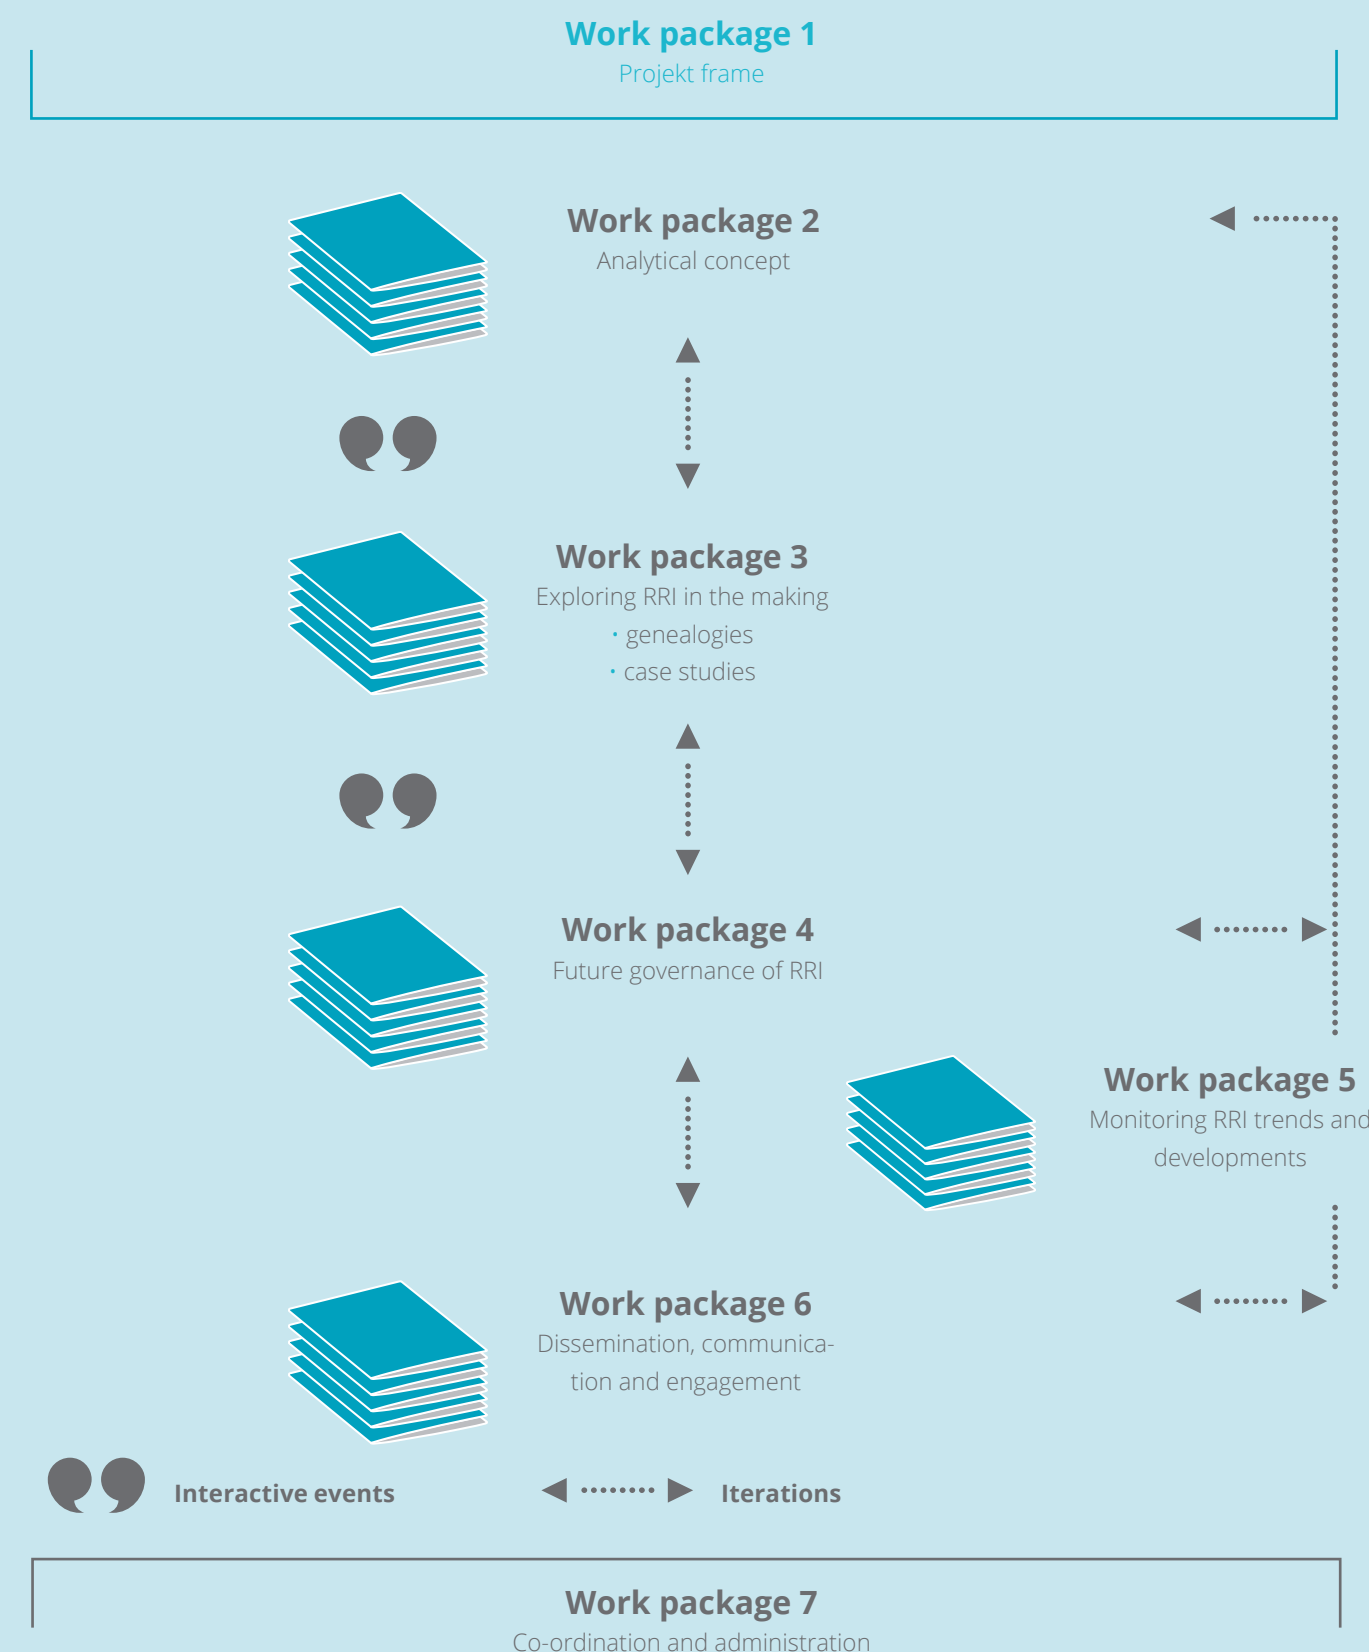 Work package 1
Projekt frame
Work package 2
Analytical concept
Work package 3
Exploring RRI in the making
• genealogies
• case studies
Work package 4
Future governance of RRI
Work package 5
Monitoring RRI trends and
developments
Work package 6
Dissemination, communica-
tion and engagement
Interactive events
Iterations
Work package 7
Co-ordination and administration